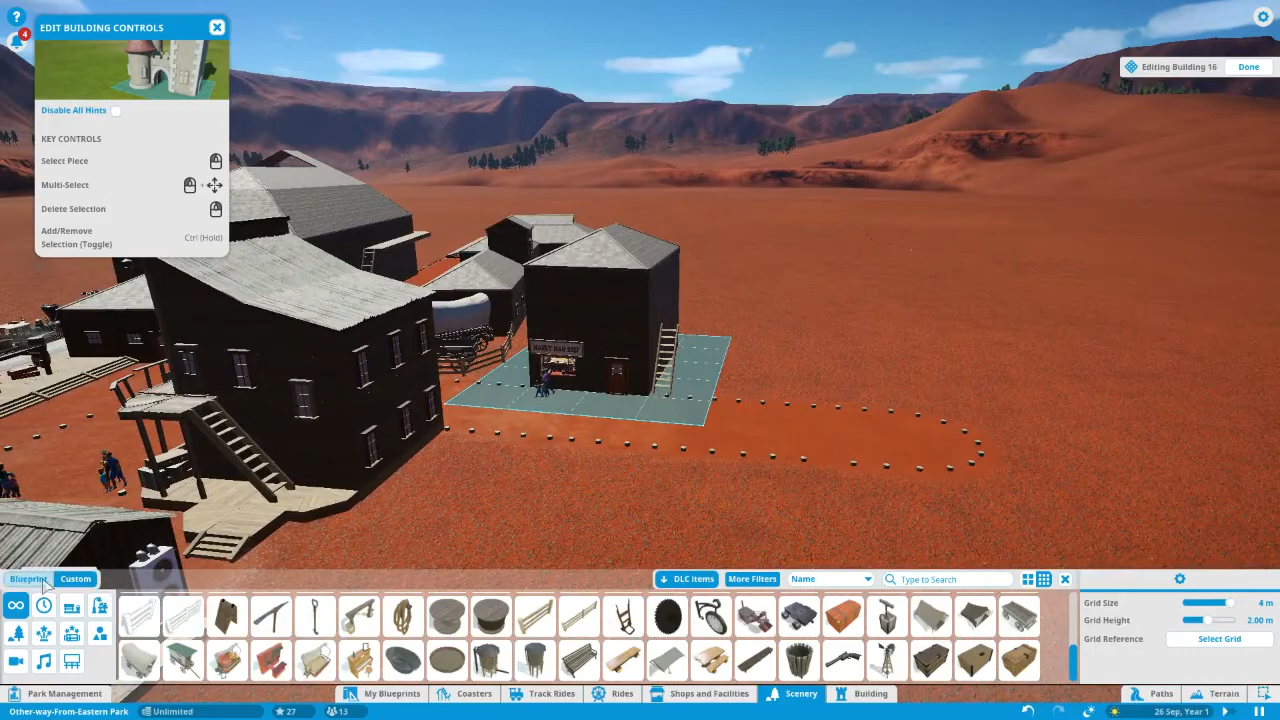 ?
4
EDIT BUILDING CONTROLS
Disable All Hints
KEY CONTROLS
Select Piece
Multi-Select
+
Delete Selection
Add/Remove
Selection (Toggle)
Ctrl (Hold)
Editing Building 16
Done
Blueprint
Custom
DLC Items
More Filters
Name
Type to Search
Grid Size
4 m
Grid Height
2.00 m
Grid Reference
Select Grid
Park Management
My Blueprints
Coasters
Track Rides
Rides
Shops and Facilities
Scenery
Building
Paths
Terrain
Other-way-From-Eastern Park
Unlimited
27
13
26 Sep, Year 1